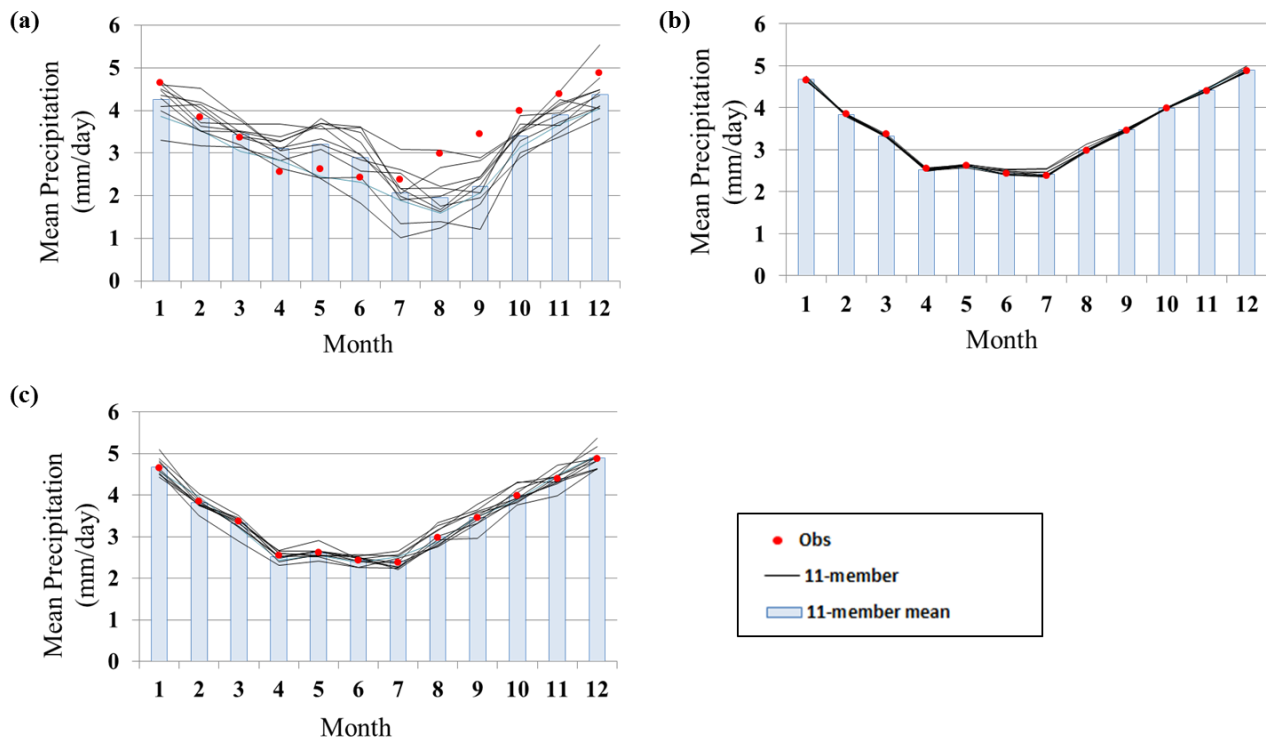 (a)
Mean Precipitation
(mm/day)
6
5
4
3
2
1
0
1 2 3 4 5 6 7 8 9 10 11 12
Month
(b)
Mean Precipitation
(mm/day)
6
5
4
3
2
1
0
1 2 3 4 5 6 7 8 9 10 11 12
Month
(c)
Mean Precipitation
(mm/day)
6
5
4
3
2
1
0
1 2 3 4 5 6 7 8 9 10 11 12
Month
Obs
11-member
11-member mean